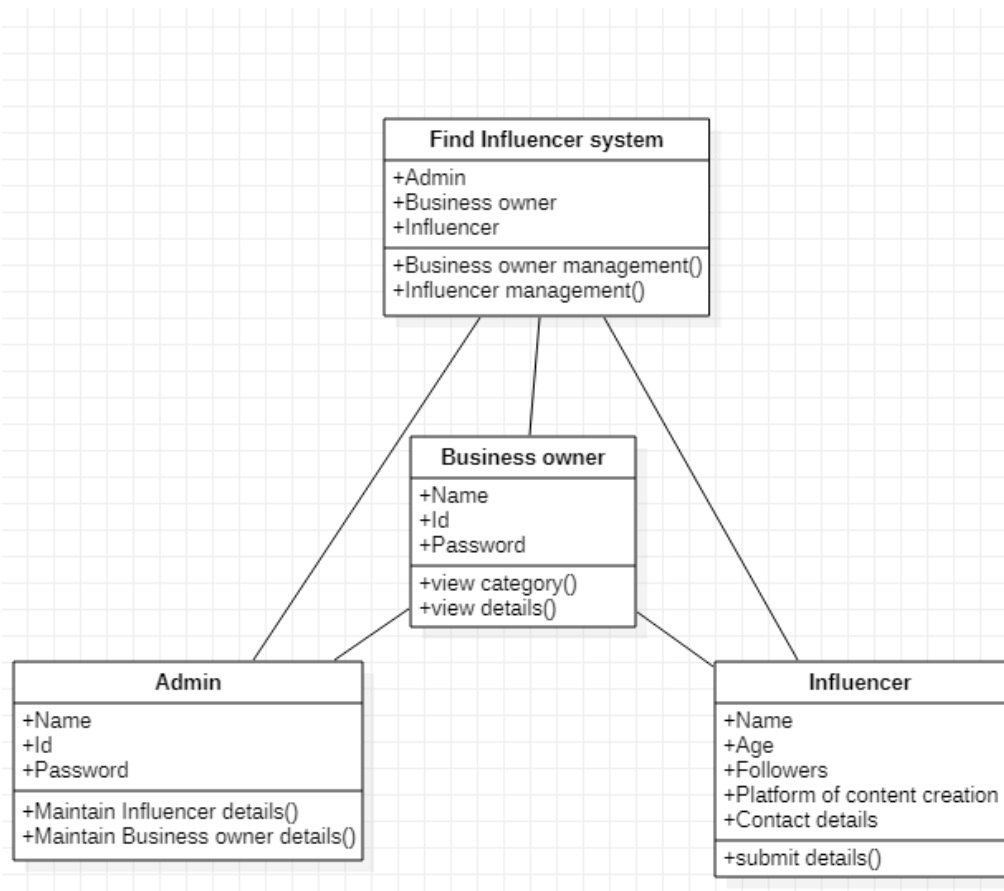 Find Influencer system
+Admin
+Business owner
+Influencer
+Business owner management()
+Influencer management()
Business owner
+Name
+Id
+Password
+view category()
+view details()
Admin
+Name
+Id
+Password
+Maintain Influencer details()
+Maintain Business owner details()
Influencer
+Name
+Age
+Followers
+Platform of content creation
+Contact details
+submit details()